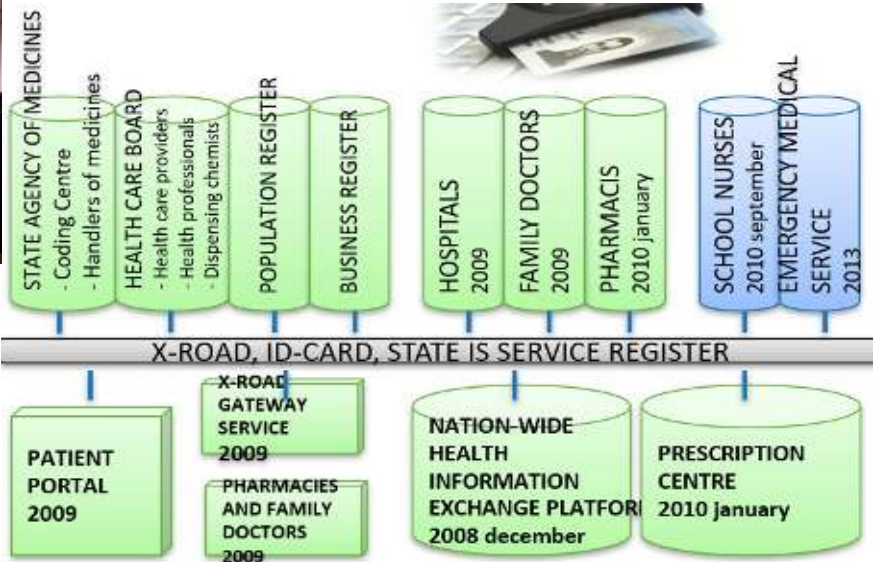 STATE AGENCY OF MEDICINES
- Coding Centre
- Handlers of medicines
HEALTH CARE BOARD
- Health care providers
- Health professionals
- Dispensing chemists
POPULATION REGISTER
BUSINESS REGISTER
HOSPITALS
2009
FAMILY DOCTORS
2009
PHARMACIS
2010 january
SCHOOL NURSES
2010 september
EMERGENCY MEDICAL
SERVICE
2013
X-ROAD, ID-CARD, STATE IS SERVICE REGISTER
PATIENT
PORTAL
2009
X-ROAD
GATEWAY
SERVICE
2009
PHARMACIES
AND FAMILY
DOCTORS
2009
NATION-WIDE
HEALTH
INFORMATION
EXCHANGE PLATFOR
2008 december
PRESCRIPTION
CENTRE
2010 january